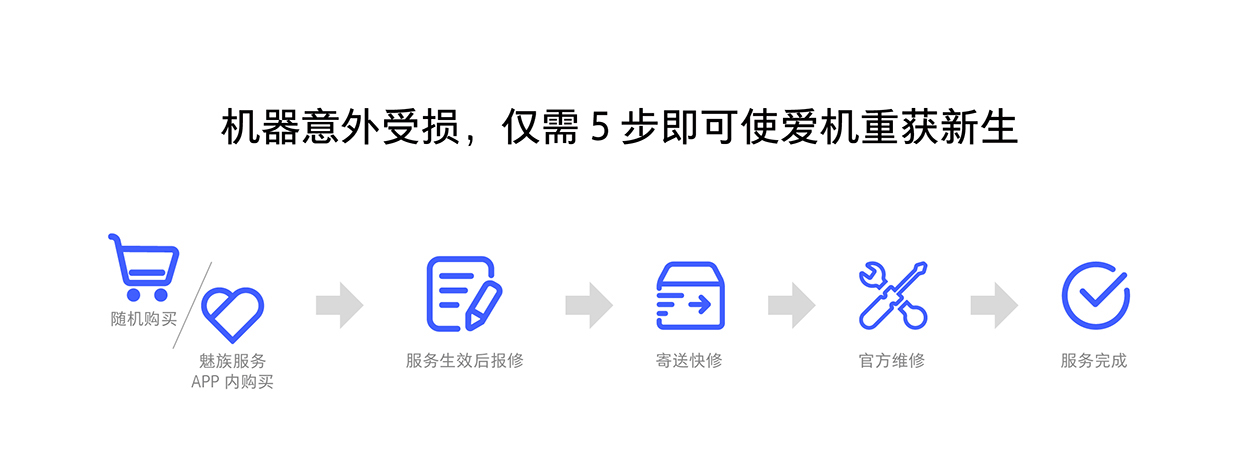 机器意外受损，仅需 5 步即可使爱机重获新生
随机购买
魅族服务
APP 内购买
服务生效后报修
寄送快修
官方维修
服务完成